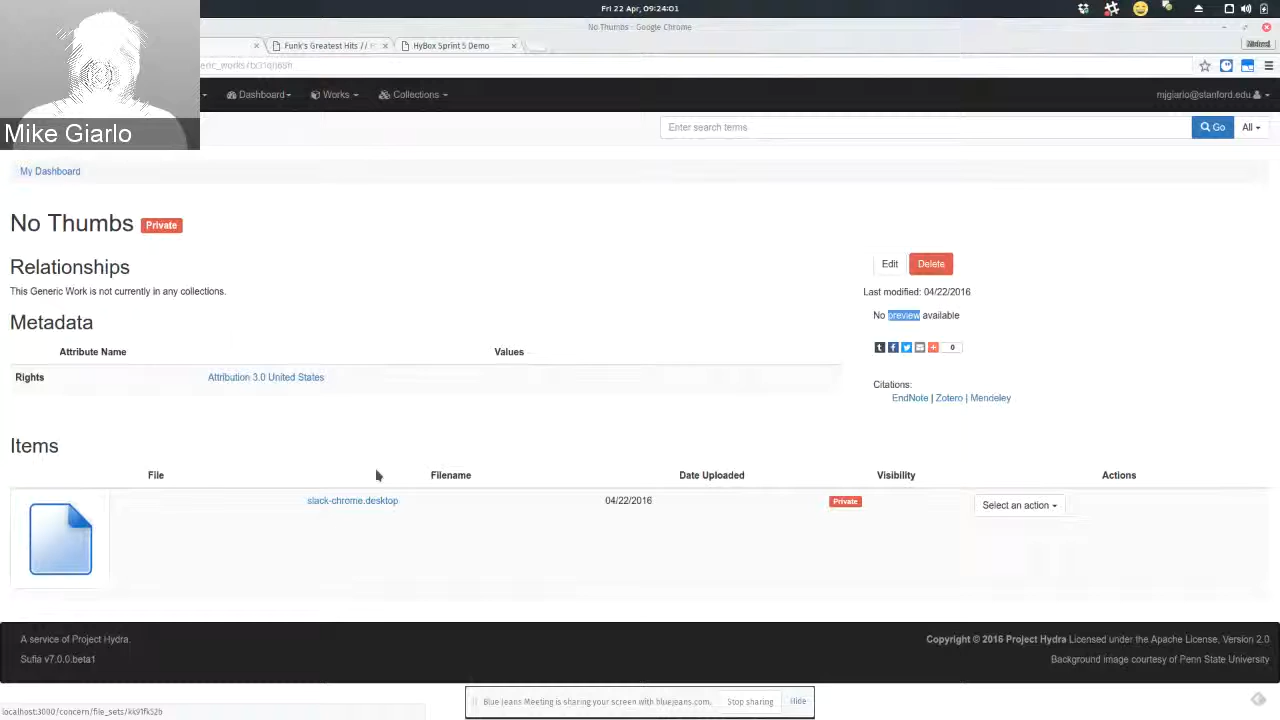 Fri 22 Apr, 09:24:01
No Thumbs - Google Chrome
Funk's Greatest Hits // F
HyBox Sprint 5 Demo
Mike Giarlo
Dashboard
Works
Collections
mjgiarlo@stanford.edu
Enter search terms
Go
All
My Dashboard
No Thumbs Private
Relationships
Edit Delete
This Generic Work is not currently in any collections.
Last modified: 04/22/2016
Metadata
No preview available
0
Attribute Name Values
Rights Attribution 3.0 United States
Citations:
EndNote | Zotero | Mendeley
Items
File Filename Date Uploaded Visibility Actions
slack-chrome.desktop 04/22/2016 Private Select an action
A service of Project Hydra.
Copyright © 2016 Project Hydra Licensed under the Apache License, Version 2.0
Sufia v7.0.0.beta1
Background image courtesy of Penn State University
Blue Jeans Meeting is sharing your screen with bluejeans.com.
Stop sharing
Hide
localhost:3000/concern/file_sets/kk91fk52b